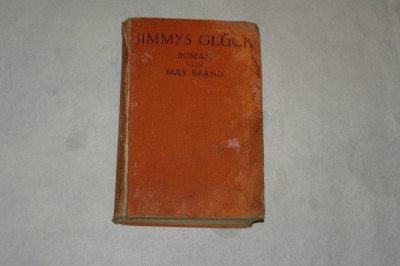 JIMMYS GLÜCK
ROMAN
VON
MAX BRAND